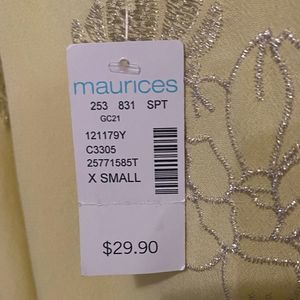 maurices
253 831 SPT
GC21
121179Y
C3305
25771585T
X SMALL
$29.90